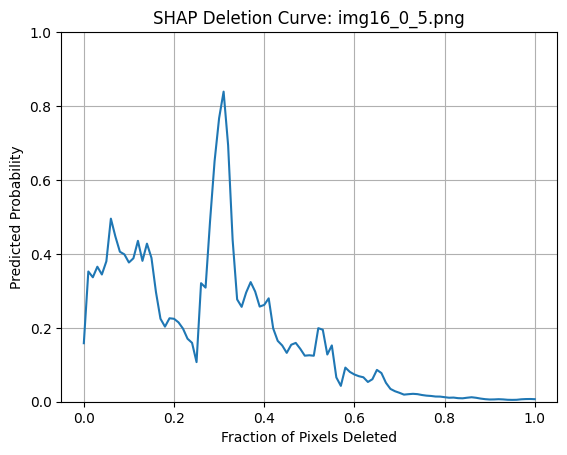 SHAP Deletion Curve: img16_0_5.png
1.0
0.8
0.6
0.4
0.2
0.0
Predicted Probability
0.0 0.2 0.4 0.6 0.8 1.0
Fraction of Pixels Deleted